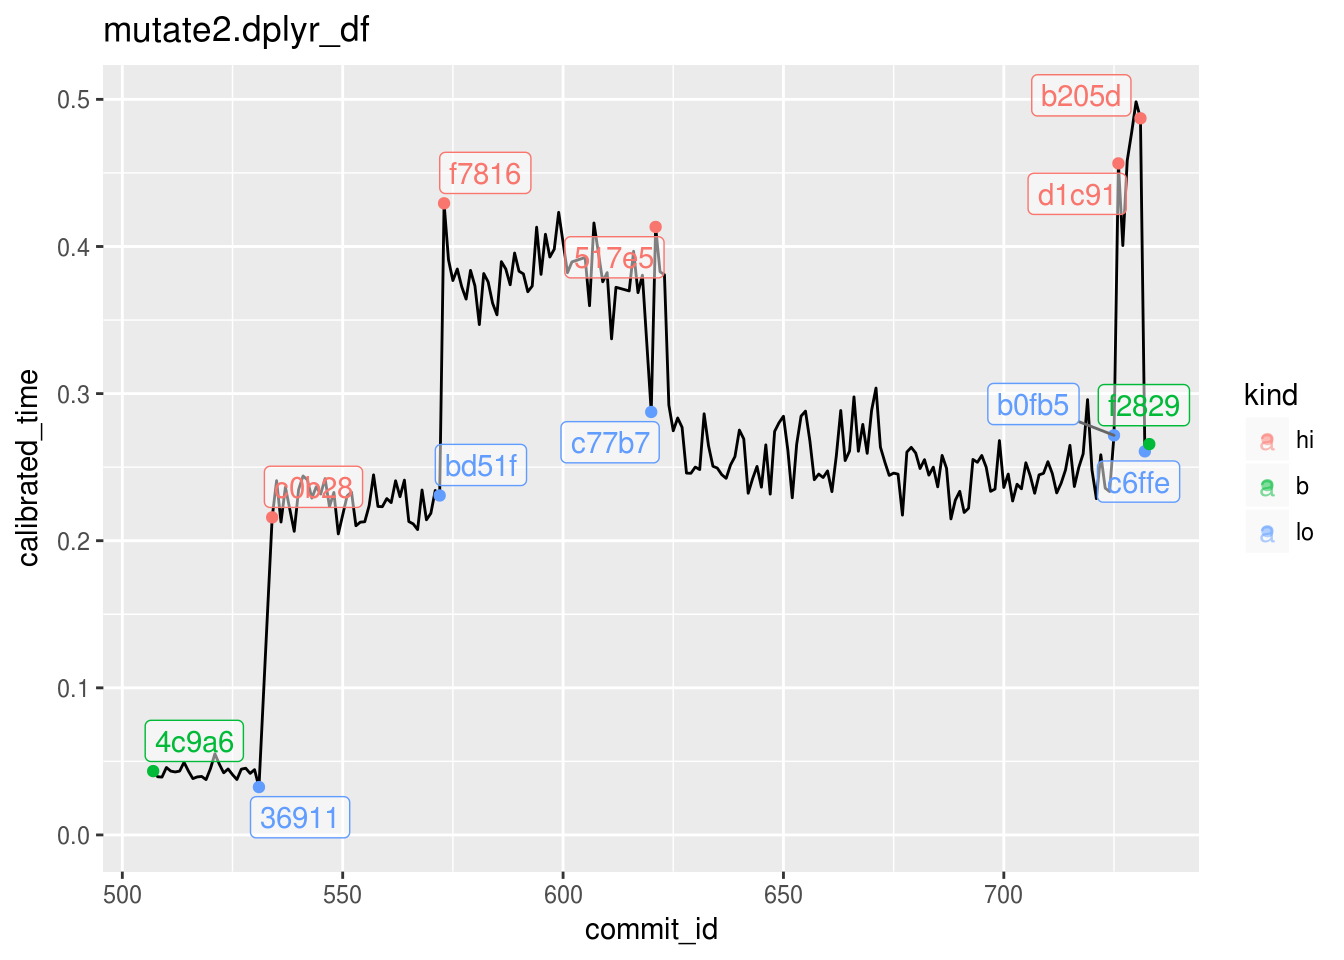 mutate2.dplyr_df
calibrated_time
0.5
0.4
0.3
0.2
0.1
0.0
b205d
f7816
d1c91
517e5
b0fb5
f2829
c77b7
bd51f
c0b28
c6ffe
4c9a6
36911
500
550
600
650
700
commit_id
kind
a hi
a b
a lo